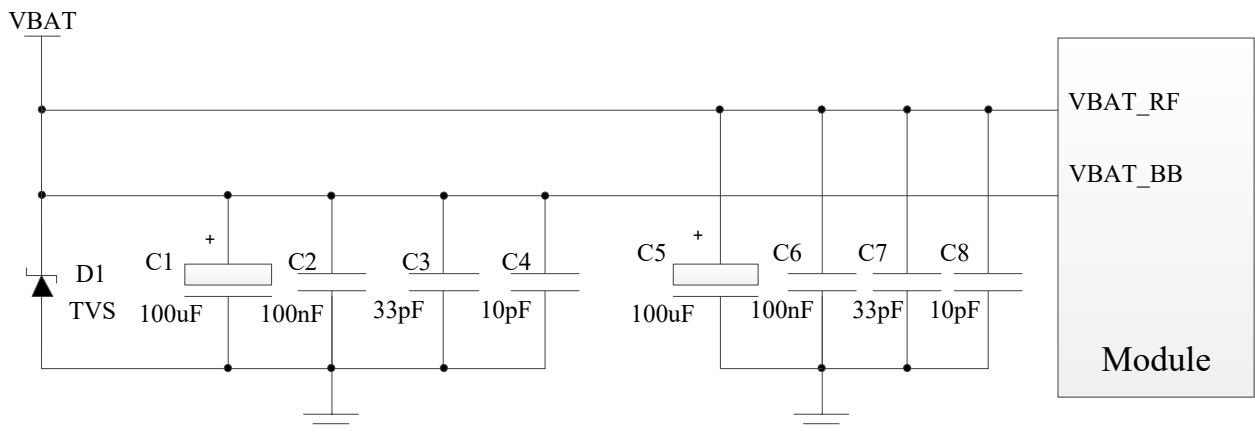 VBAT
VBAT_RF
VBAT_BB
+ +
C1 C2 C3 C4 C5 C6 C7 C8
D1
TVS 100uF 100nF 33pF 10pF 100uF 100nF 33pF 10pF
Module